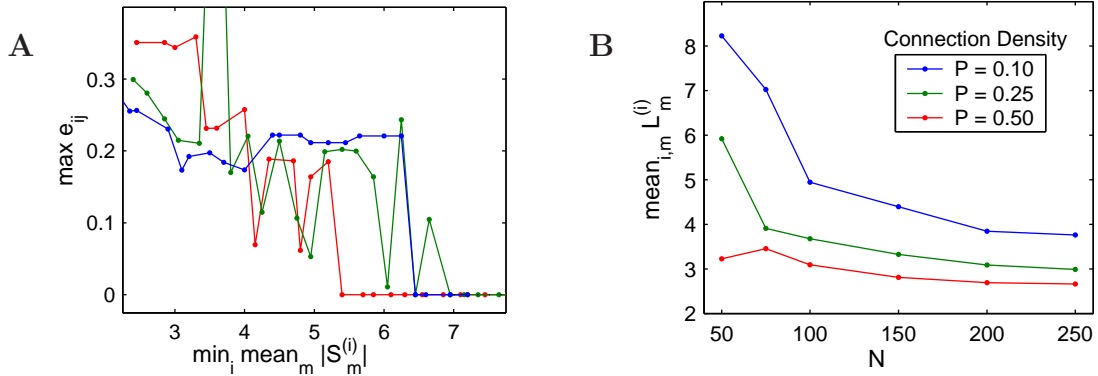 A
max e_ij
0.3
0.2
0.1
0
3 4 5 6 7
min_i mean_m |S_m^(i)|
B
mean_i,m L_m^(i)
8
7
6
5
4
3
2
50 100 150 200 250
N
Connection Density
P = 0.10
P = 0.25
P = 0.50